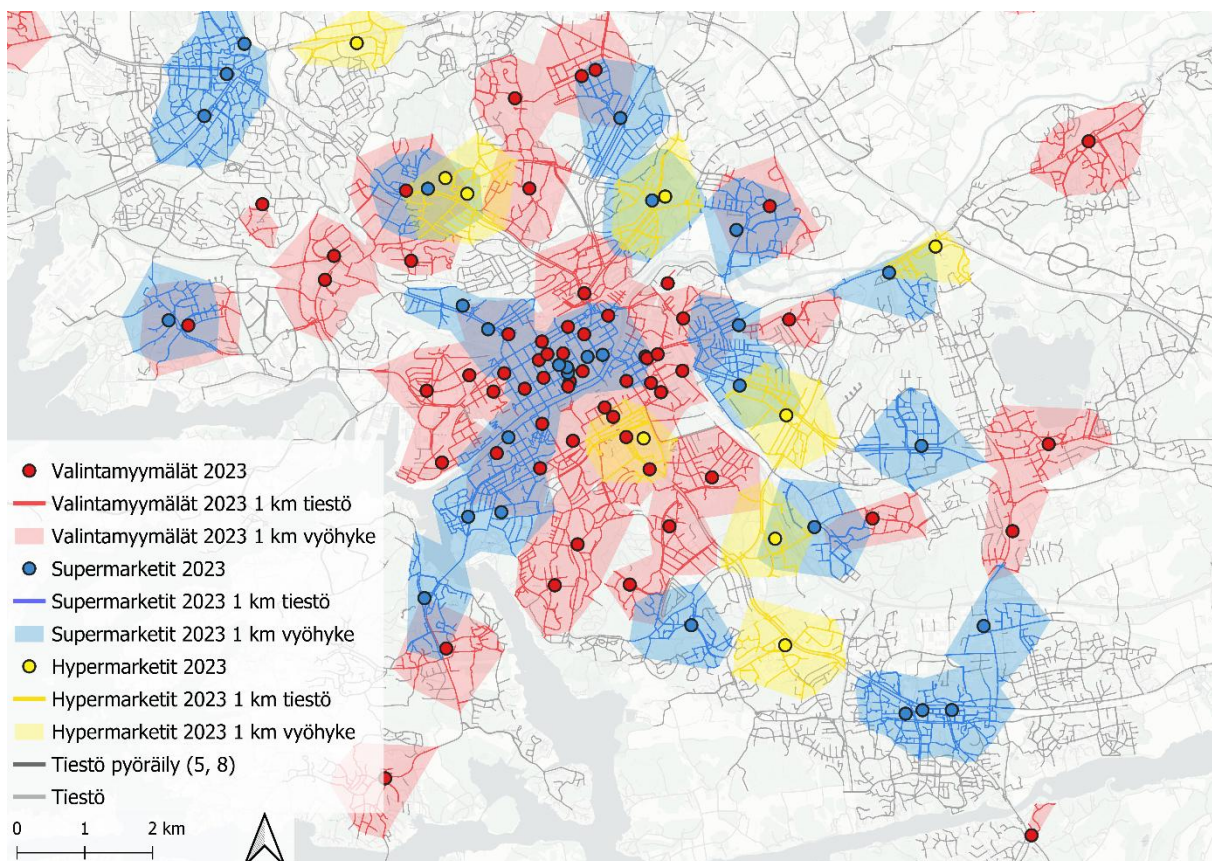 Valintamyymälät 2023
Valintamyymälät 2023 1 km tiestö
Valintamyymälät 2023 1 km vyöhyke
Supermarketit 2023
Supermarketit 2023 1 km tiestö
Supermarketit 2023 1 km vyöhyke
Hypermarketit 2023
Hypermarketit 2023 1 km tiestö
Hypermarketit 2023 1 km vyöhyke
Tiestö pyöräily (5, 8)
Tiestö
0 1 2 km